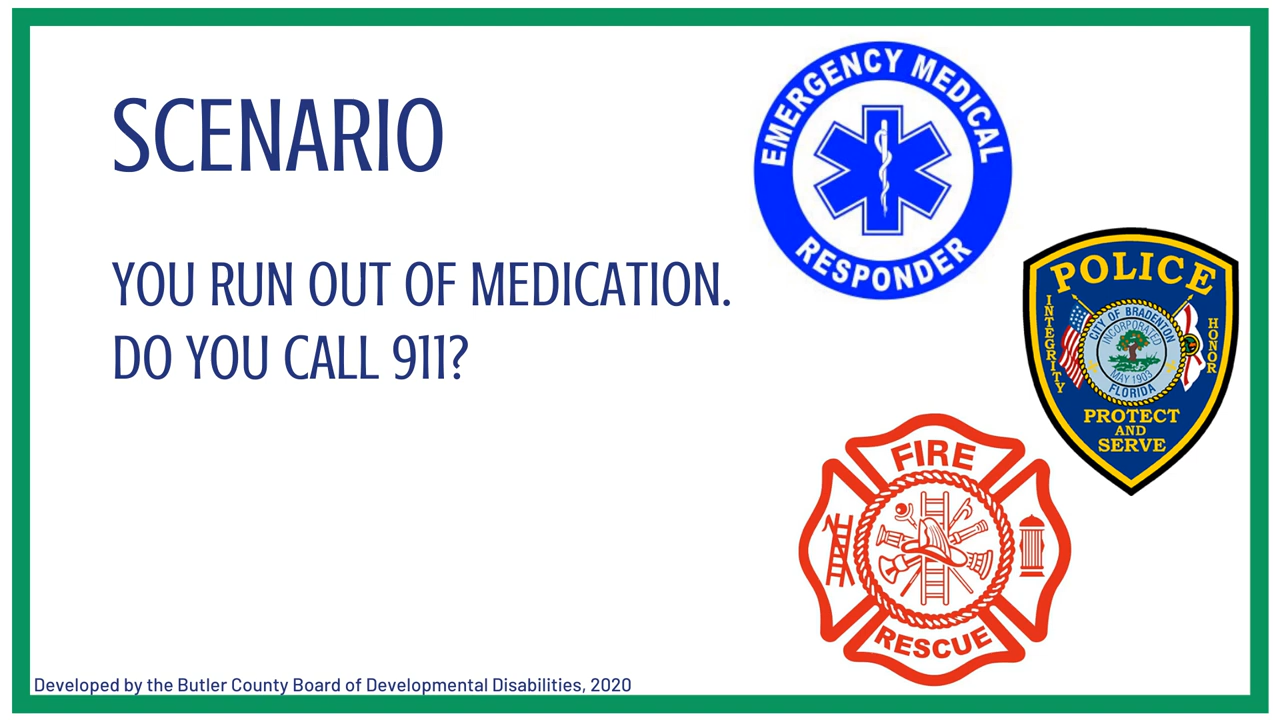 SCENARIO
YOU RUN OUT OF MEDICATION.
DO YOU CALL 911?
EMERGENCY MEDICAL
RESPONDER
POLICE
INTEGRITY
HONOR
CITY OF BRADENTON
INCORPORATED
MAY 1903
FLORIDA
PROTECT
AND
SERVE
FIRE
RESCUE
Developed by the Butler County Board of Developmental Disabilities, 2020